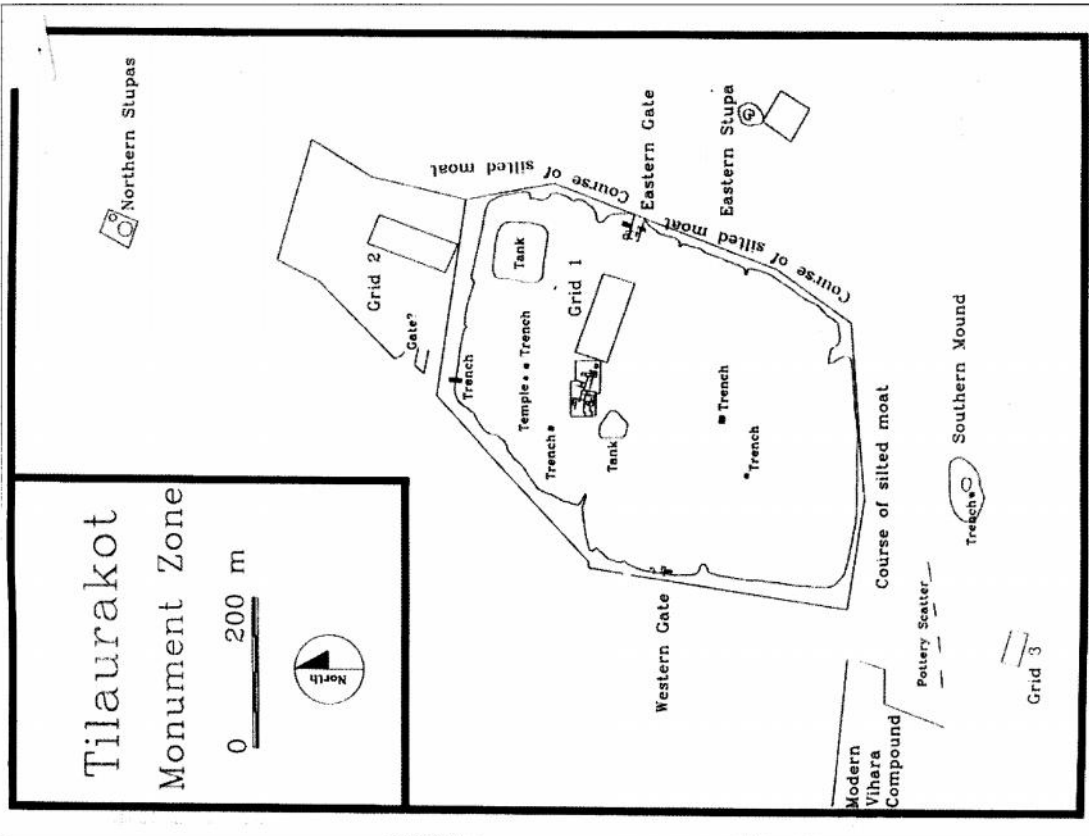 Tilaurakot
Monument Zone
0 200 m
North
Northern Stupas
Grid 2
Gate?
Course of silted moat
Tank
Trench
Temple
Trench
Trench
Grid 1
Eastern Gate
Eastern Stupa
Course of silted moat
Tank
Trench
Trench
Western Gate
Course of silted moat
Southern Mound
Trench
Pottery Scatter
Grid 3
Modern
Vihara
Compound